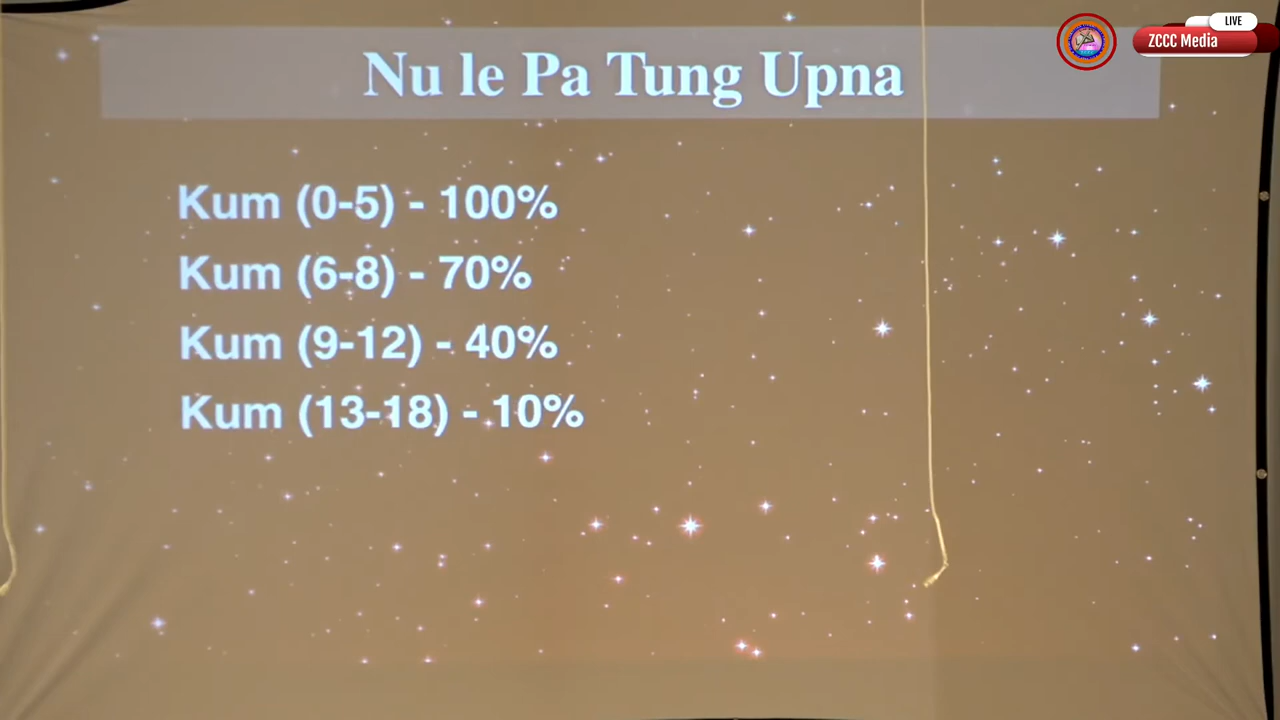 LIVE
ZCCC Media
Nu le Pa Tung Upna
Kum (0-5) - 100%
Kum (6-8) - 70%
Kum (9-12) - 40%
Kum (13-18) - 10%